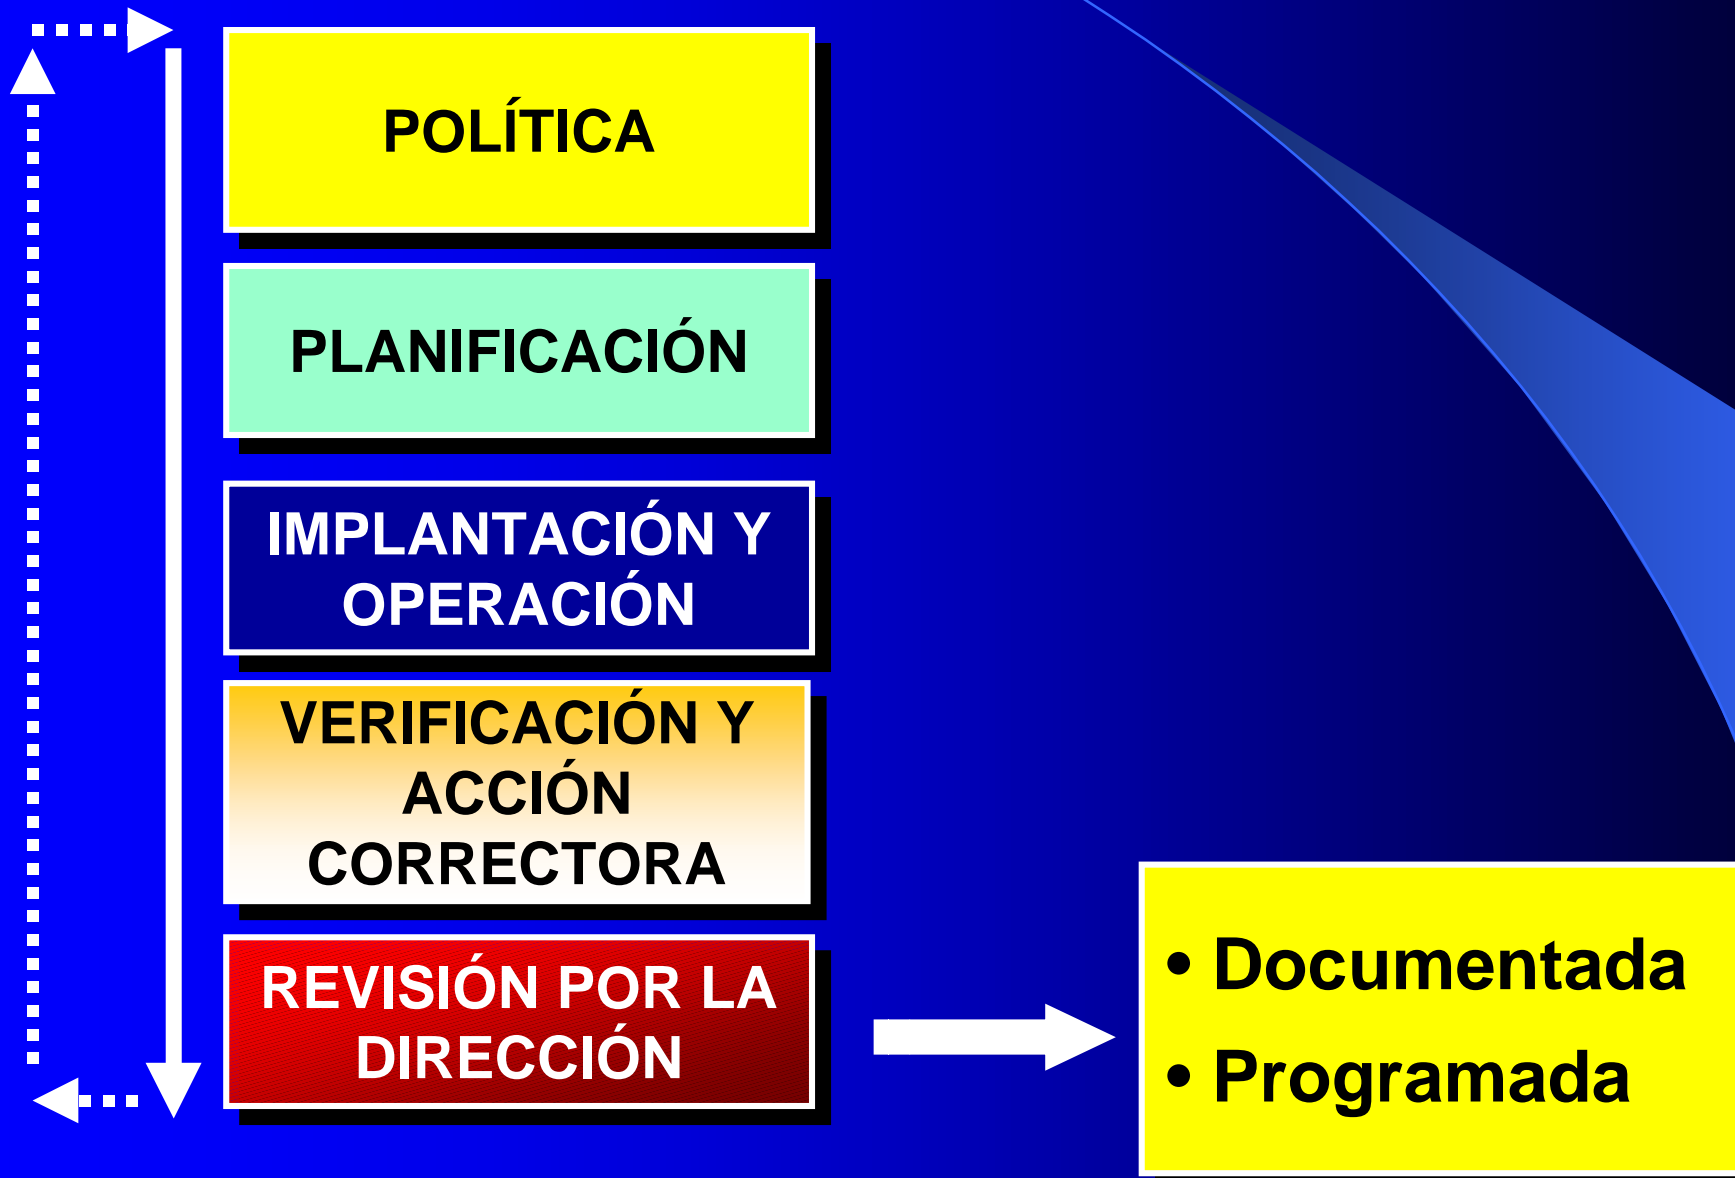 POLÍTICA
PLANIFICACIÓN
IMPLANTACIÓN Y
OPERACIÓN
VERIFICACIÓN Y
ACCIÓN
CORRECTORA
REVISIÓN POR LA
DIRECCIÓN
• Documentada
• Programada